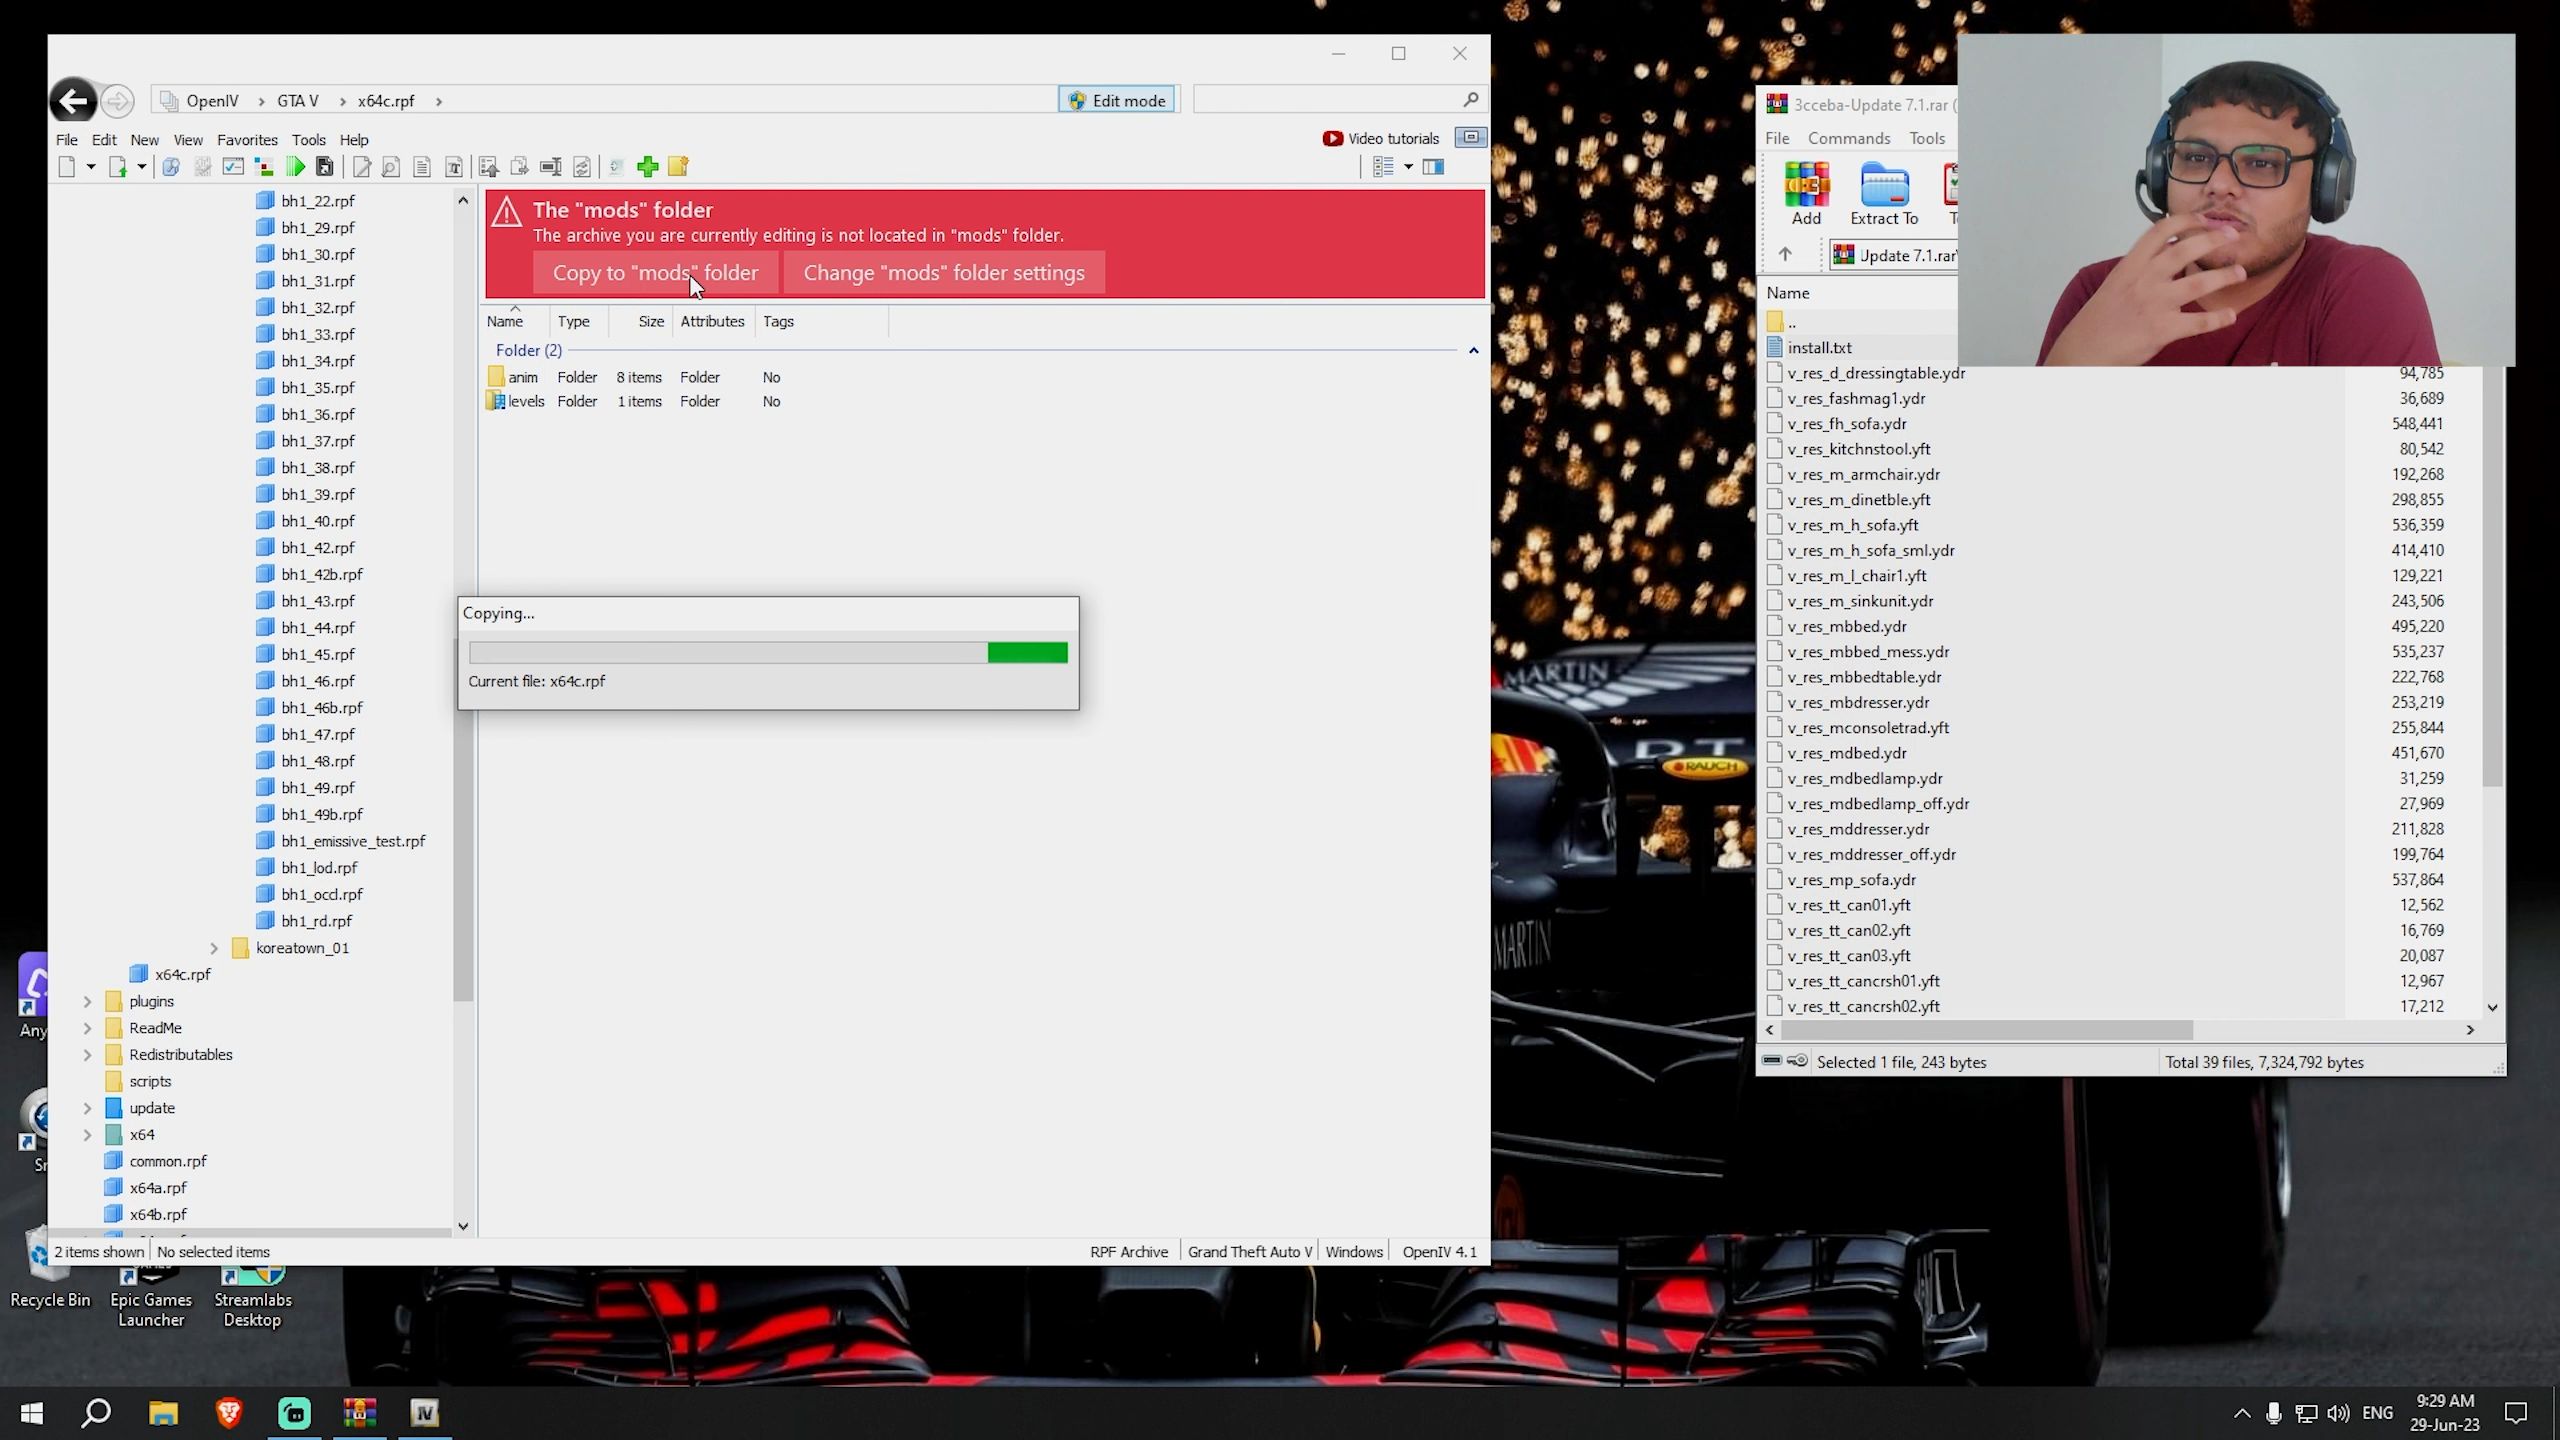 OpenIV > GTA V > x64c.rpf >
Edit mode
File Edit New View Favorites Tools Help
Video tutorials
bh1_22.rpf
bh1_29.rpf
bh1_30.rpf
bh1_31.rpf
bh1_32.rpf
bh1_33.rpf
bh1_34.rpf
bh1_35.rpf
bh1_36.rpf
bh1_37.rpf
bh1_38.rpf
bh1_39.rpf
bh1_40.rpf
bh1_42.rpf
bh1_42b.rpf
bh1_43.rpf
bh1_44.rpf
bh1_45.rpf
bh1_46.rpf
bh1_46b.rpf
bh1_47.rpf
bh1_48.rpf
bh1_49.rpf
bh1_49b.rpf
bh1_emissive_test.rpf
bh1_lod.rpf
bh1_occl.rpf
bh1_rd.rpf
koreatown_01
x64c.rpf
plugins
ReadMe
Redistributables
scripts
update
x64
common.rpf
x64a.rpf
x64b.rpf
The "mods" folder
The archive you are currently editing is not located in "mods" folder.
Copy to "mods" folder
Change "mods" folder settings
Name Type Size Attributes Tags
Folder (2)
anim Folder 8 items Folder No
levels Folder 1 items Folder No
Copying...
Current file: x64c.rpf
2 items shown No selected items
RPF Archive Grand Theft Auto V Windows OpenIV 4.1
3cceba-Update 7.1.rar (
File Commands Tools
Add Extract To
Update 7.1.rar
Name
..
install.txt
v_res_d_dressingtable.ydr 94,785
v_res_fashmag1.ydr 36,689
v_res_fh_sofa.ydr 548,441
v_res_kitchnstool.yft 80,542
v_res_m_armchair.ydr 192,268
v_res_m_dinetble.yft 298,855
v_res_m_h_sofa.yft 536,359
v_res_m_h_sofa_sml.ydr 414,410
v_res_m_l_chair1.yft 129,221
v_res_m_sinkunit.ydr 243,506
v_res_mbbed.ydr 495,220
v_res_mbbed_mess.ydr 535,237
v_res_mbbedtable.ydr 222,768
v_res_mbdresser.ydr 253,219
v_res_mconsoletrad.yft 255,844
v_res_mdbed.ydr 451,670
v_res_mdbedlamp.ydr 31,259
v_res_mdbedlamp_off.ydr 27,969
v_res_mddresser.ydr 211,828
v_res_mddresser_off.ydr 199,764
v_res_mp_sofa.ydr 537,864
v_res_tt_can01.yft 12,562
v_res_tt_can02.yft 16,769
v_res_tt_can03.yft 20,087
v_res_tt_cancrsh01.yft 12,967
v_res_tt_cancrsh02.yft 17,212
Selected 1 file, 243 bytes
Total 39 files, 7,324,792 bytes
MARTIN
RAUCH
MARTIN
Any
Recycle Bin
Epic Games
Launcher
Streamlabs
Desktop
IV
ENG
9:29 AM
29-Jun-23